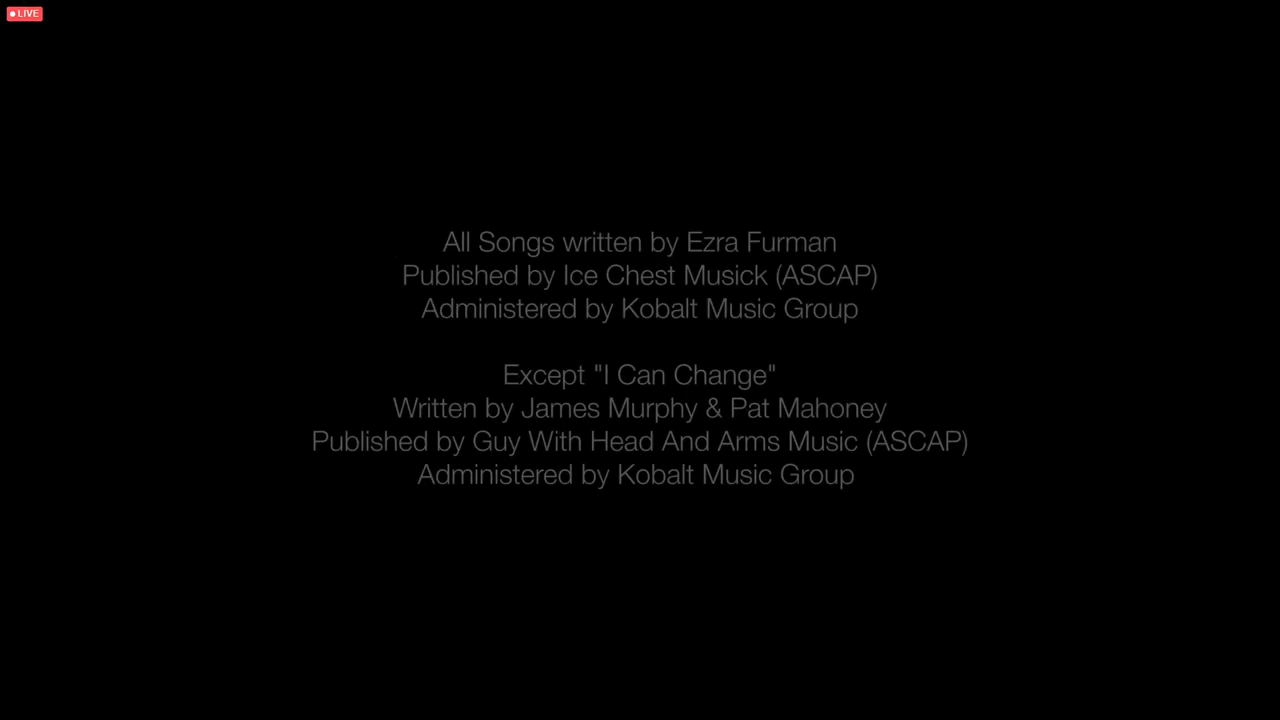 LIVE
All Songs written by Ezra Furman
Published by Ice Chest Musick (ASCAP)
Administered by Kobalt Music Group
Except "I Can Change"
Written by James Murphy & Pat Mahoney
Published by Guy With Head And Arms Music (ASCAP)
Administered by Kobalt Music Group